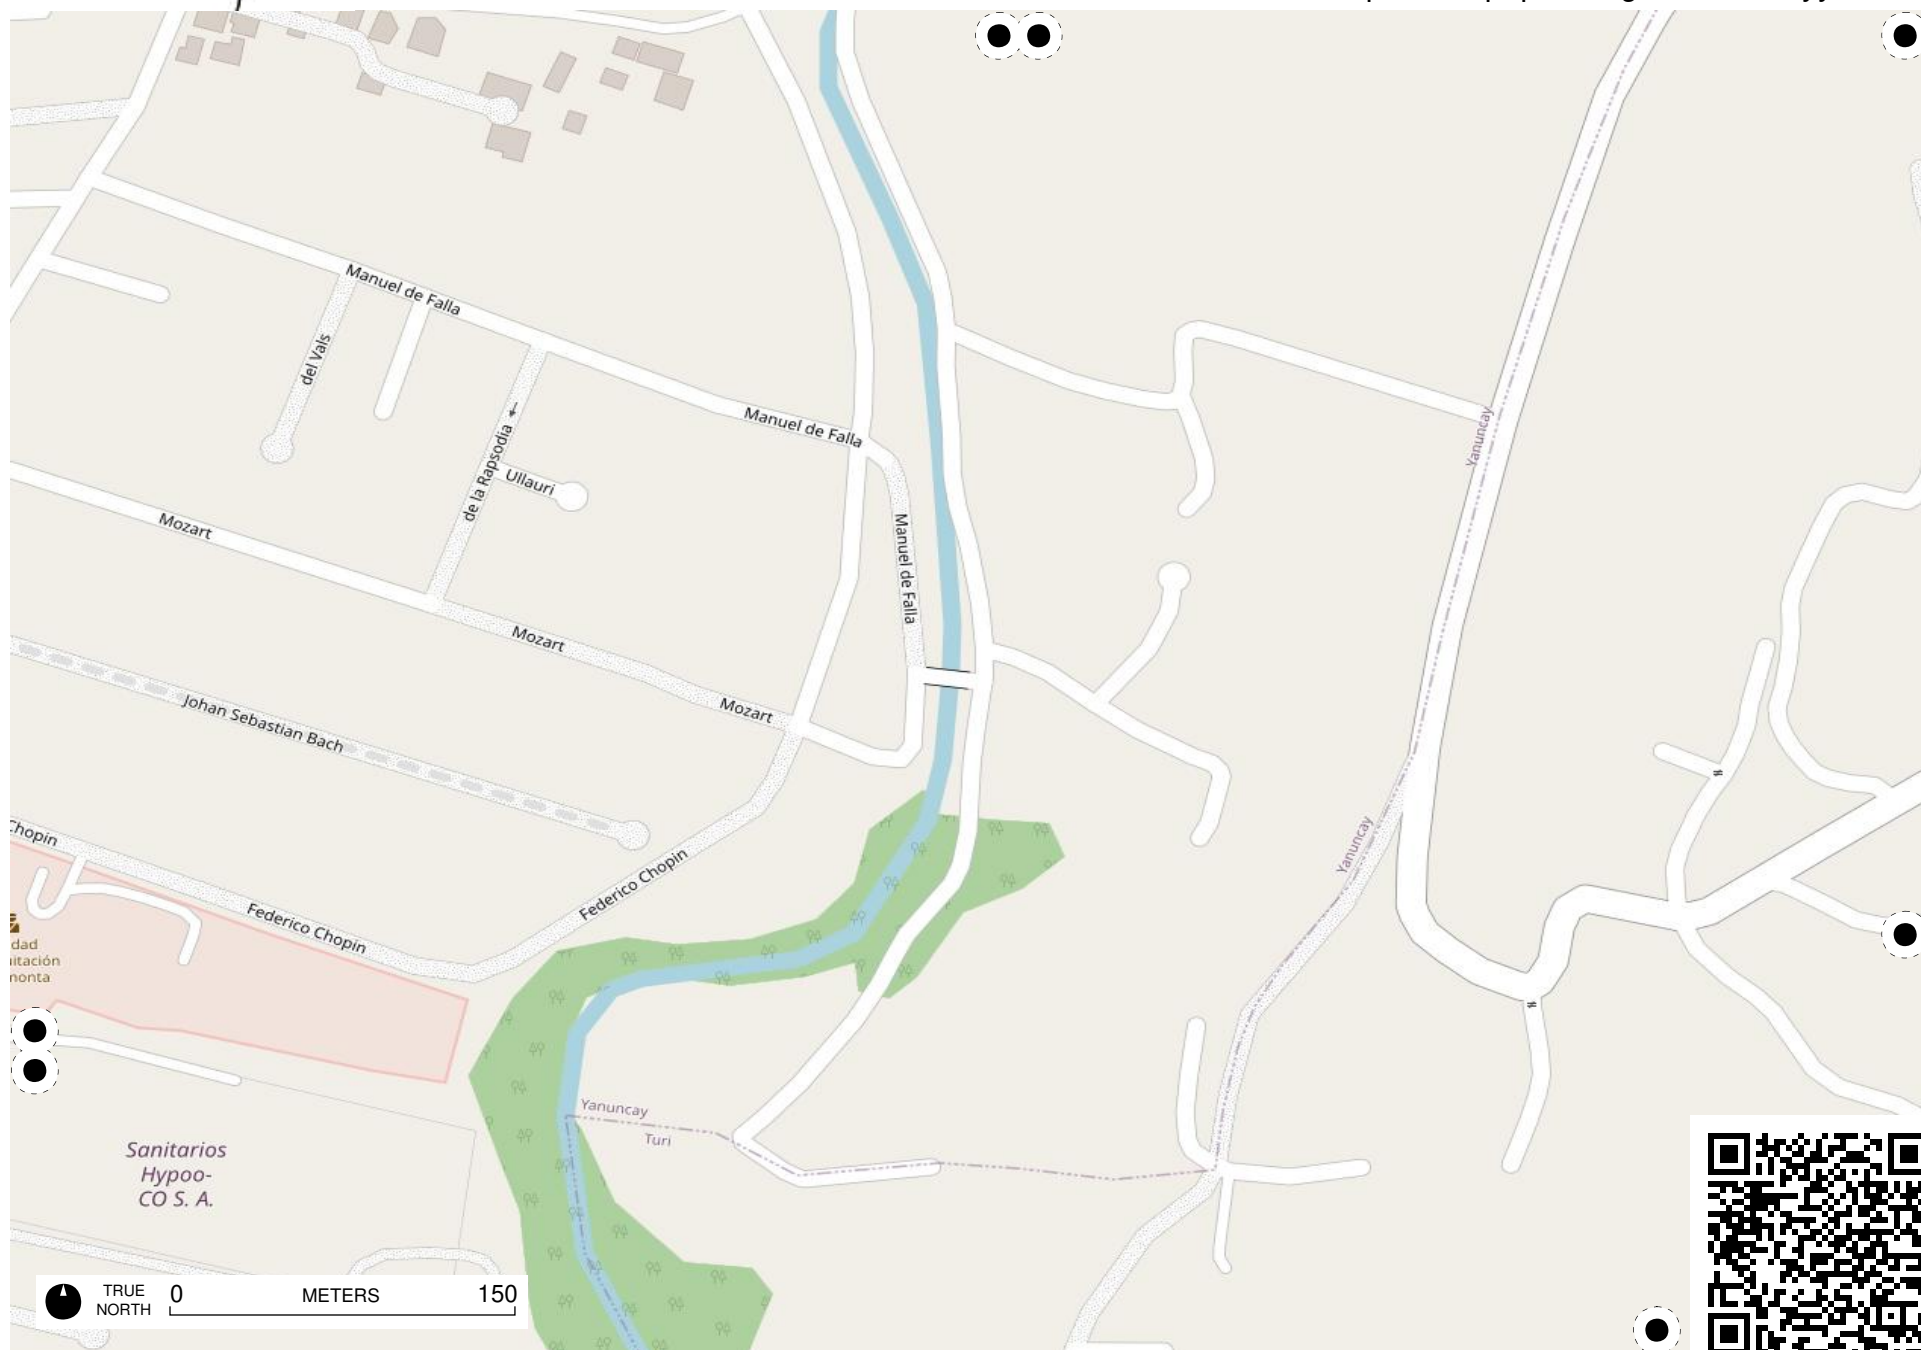 Manuel de Falla
del Vals
Manuel de Falla
Yanuncay
de la Rapsodia
Ullauri
Mozart
Manuel de Falla
Mozart
Mozart
Johan Sebastian Bach
Chopin
Yanuncay
Federico Chopin
Federico Chopin
dad
uitación
monta
Yanuncay
Turi
Sanitarios
Hypoo-
CO S. A.
TRUE
NORTH
0 METERS 150